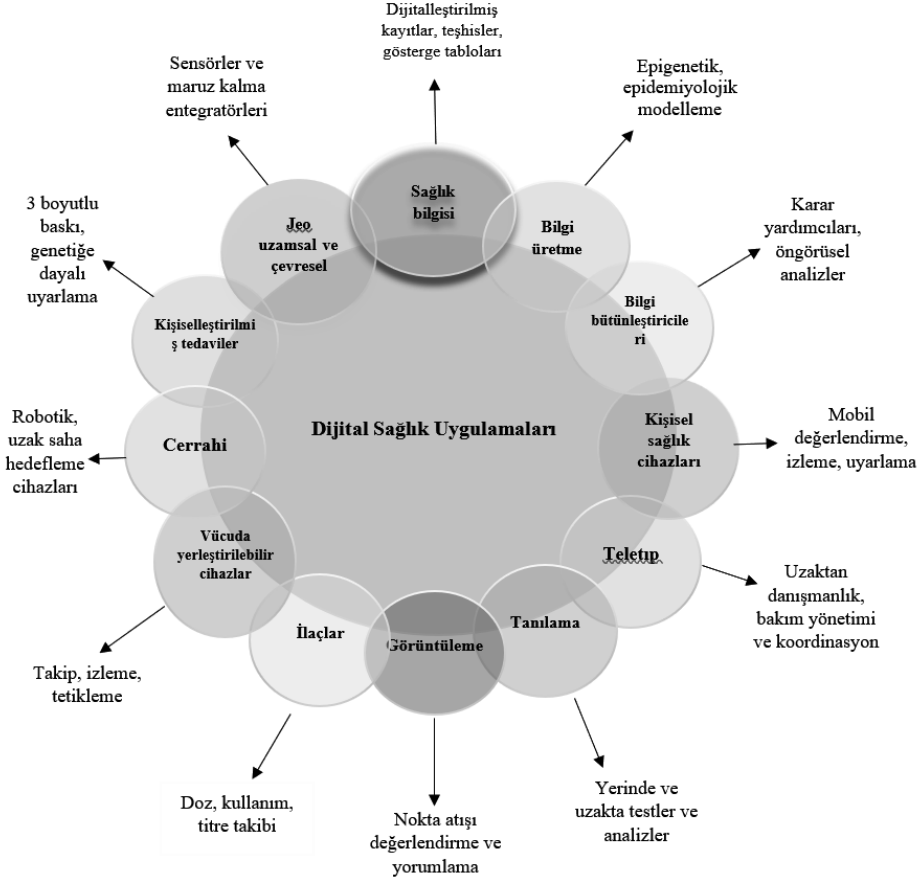 Dijitalleştirilmiş
kayıtlar, teşhisler,
gösterge tabloları
Sensörler ve
maruz kalma
entegratörleri
Epigenetik,
epidemiyolojik
modelleme
Sağlık
bilgisi
3 boyutlu
baskı,
genetiğe
dayalı
uyarlama
Jeo
uzamsal ve
çevresel
Bilgi
üretme
Karar
yardımcıları,
öngörüsel
analizler
Kişiselleştirilmi
ş tedaviler
Bilgi
bütünleştiricile
ri
Robotik,
uzak saha
hedefleme
cihazları
Cerrahi
Dijital Sağlık Uygulamaları
Kişisel
sağlık
cihazları
Mobil
değerlendirme,
izleme, uyarlama
Vücuda
yerleştirilebilir
cihazlar
Teletıp
Uzaktan
danışmanlık,
bakım yönetimi
ve koordinasyon
İlaçlar
Görüntüleme
Tanılama
Takip, izleme,
tetikleme
Doz, kullanım,
titre takibi
Nokta atışı
değerlendirme ve
yorumlama
Yerinde ve
uzakta testler ve
analizler